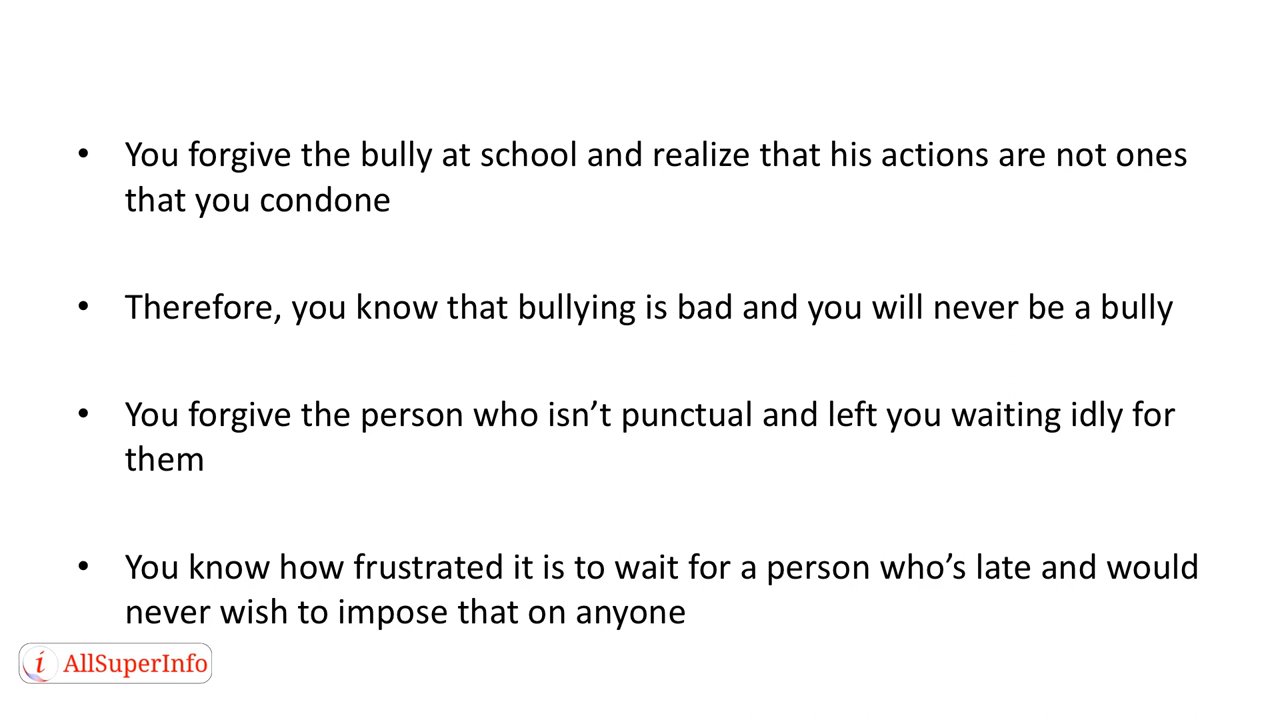 • You forgive the bully at school and realize that his actions are not ones
that you condone
• Therefore, you know that bullying is bad and you will never be a bully
• You forgive the person who isn’t punctual and left you waiting idly for
them
• You know how frustrated it is to wait for a person who’s late and would
never wish to impose that on anyone
i AllSuperInfo